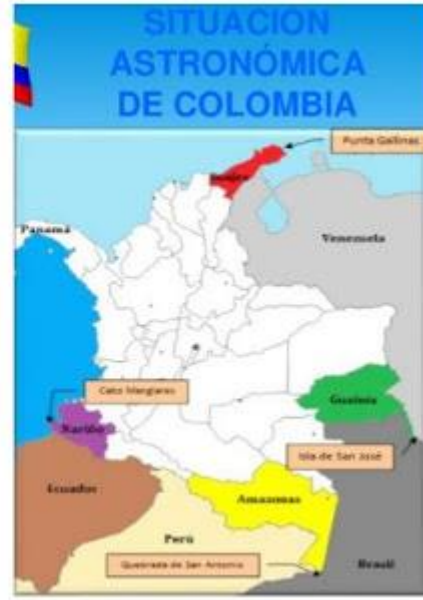 SITUACIÓN
ASTRONÓMICA
DE COLOMBIA
Punta Gallinas
Panamá
Venezuela
Cabo Manglares
Guainía
Nariño
Isla de San José
Ecuador
Amazonas
Perú
Quebrada de San Antonio
Brasil